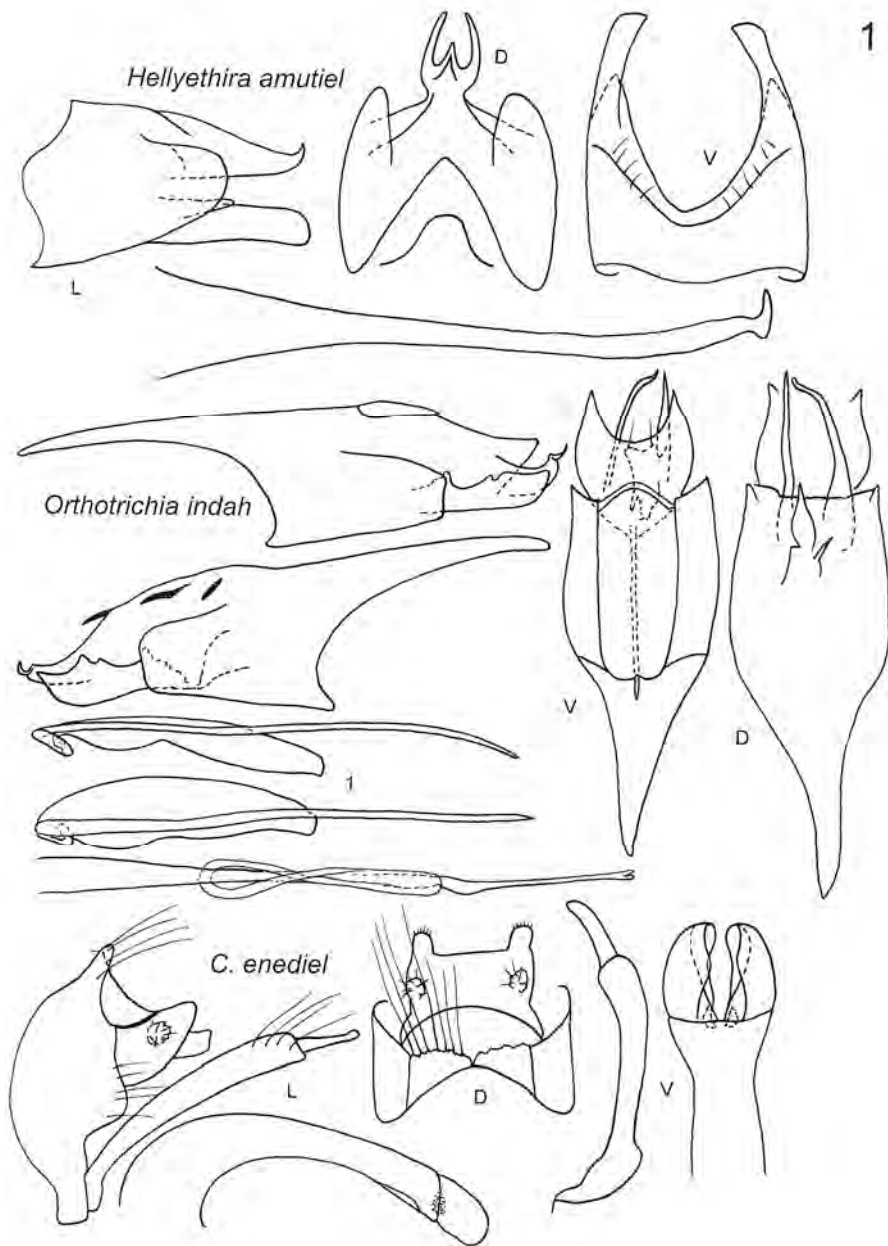 1
Hellyethira amutiel
D
V
L
Orthotrichia indah
V
D
1
C. enediel
L
D
V